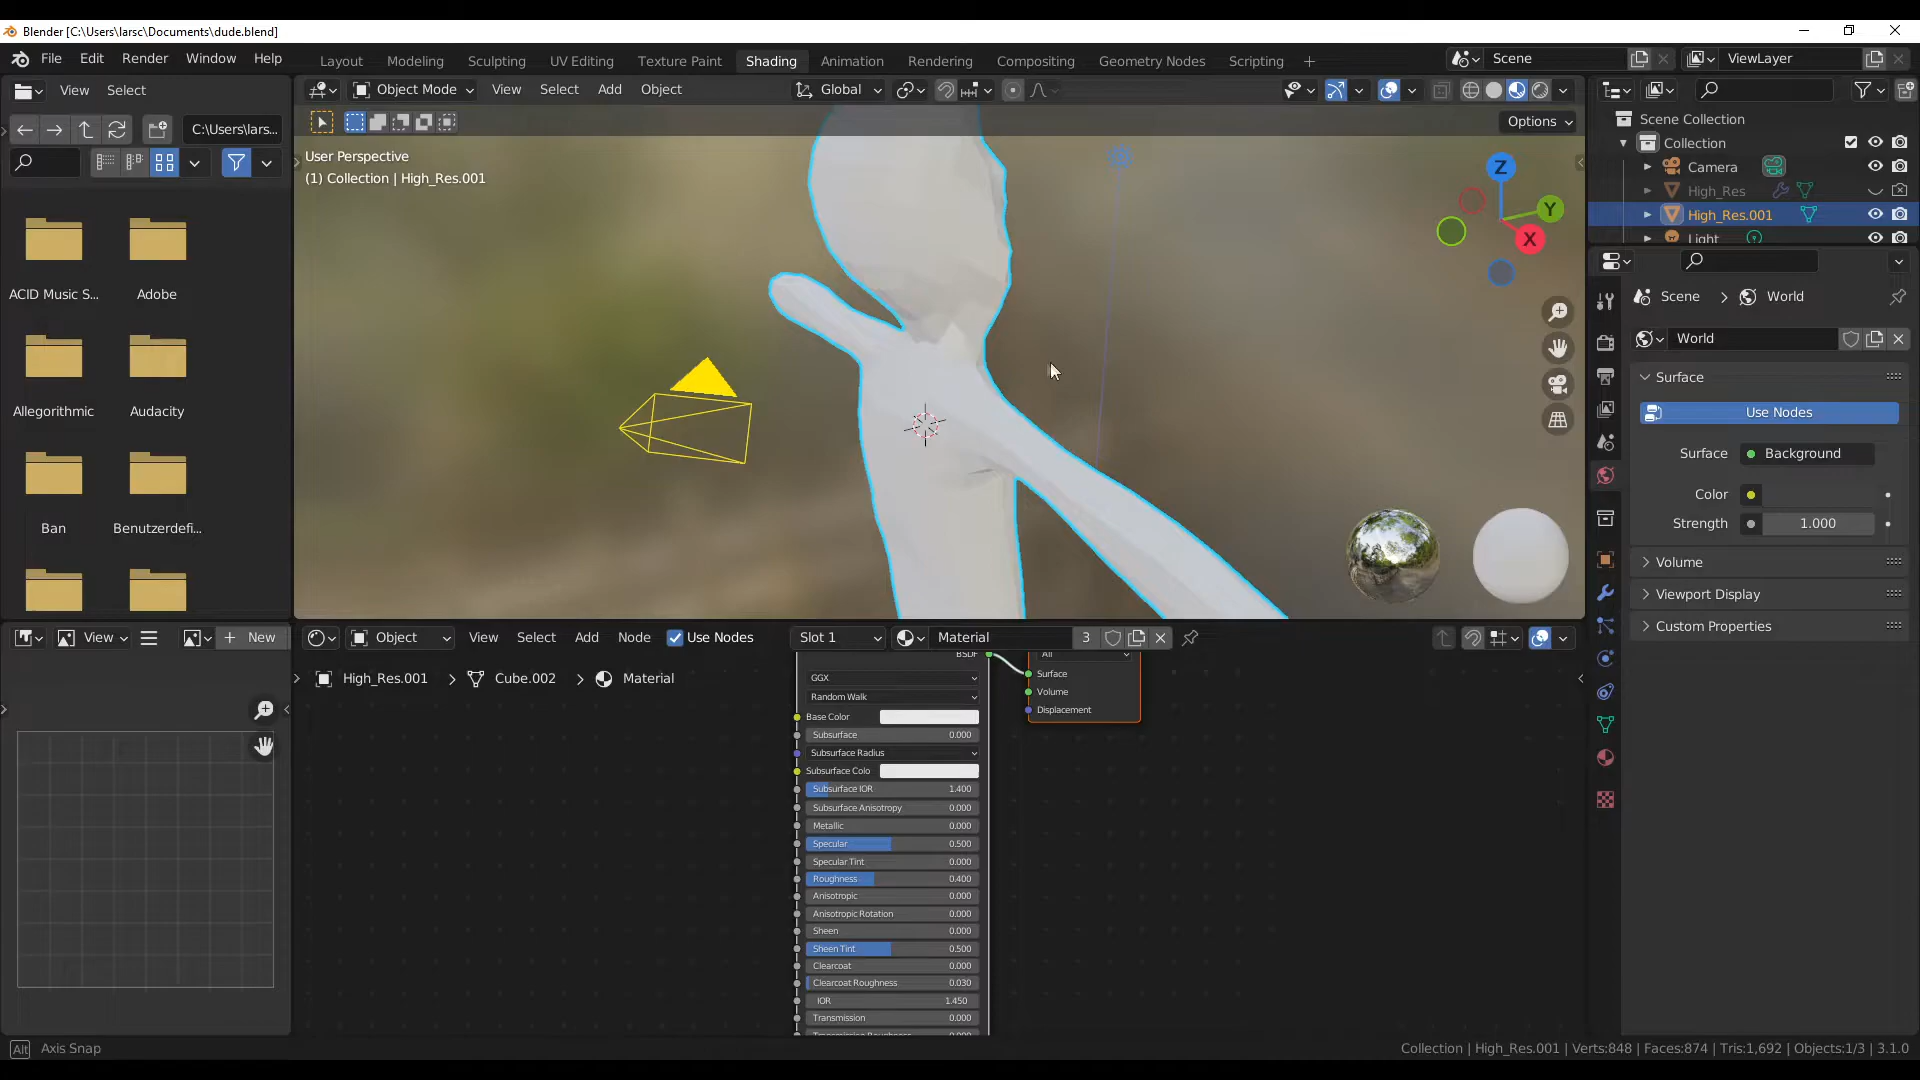 Blender [C:\Users\larsc\Documents\dude.blend]
File Edit Render Window Help
Layout Modeling Sculpting UV Editing Texture Paint Shading Animation Rendering Compositing Geometry Nodes Scripting
Scene
ViewLayer
View Select
Object Mode View Select Add Object
Global
C:\Users\lars...
Options
User Perspective
(1) Collection | High_Res.001
Z
Y
X
ACID Music S...
Adobe
Allegorithmic
Audacity
Ban
Benutzerdefi...
Scene Collection
Collection
Camera
High_Res
High_Res.001
Light
Scene World
World
Surface
Use Nodes
Surface Background
Color
Strength 1.000
Volume
Viewport Display
Custom Properties
View New
Object View Select Add Node Use Nodes
Slot 1 Material 3
High_Res.001 Cube.002 Material
BSDF
GGX
Random Walk
Base Color
Subsurface 0.000
Subsurface Radius
Subsurface Colo
Subsurface IOR 1.400
Subsurface Anisotropy 0.000
Metallic 0.000
Specular 0.500
Specular Tint 0.000
Roughness 0.400
Anisotropic 0.000
Anisotropic Rotation 0.000
Sheen 0.000
Sheen Tint 0.500
Clearcoat 0.000
Clearcoat Roughness 0.030
IOR 1.450
Transmission 0.000
All
Surface
Volume
Displacement
Alt Axis Snap
Collection | High_Res.001 | Verts:848 | Faces:874 | Tris:1,692 | Objects:1/3 | 3.1.0